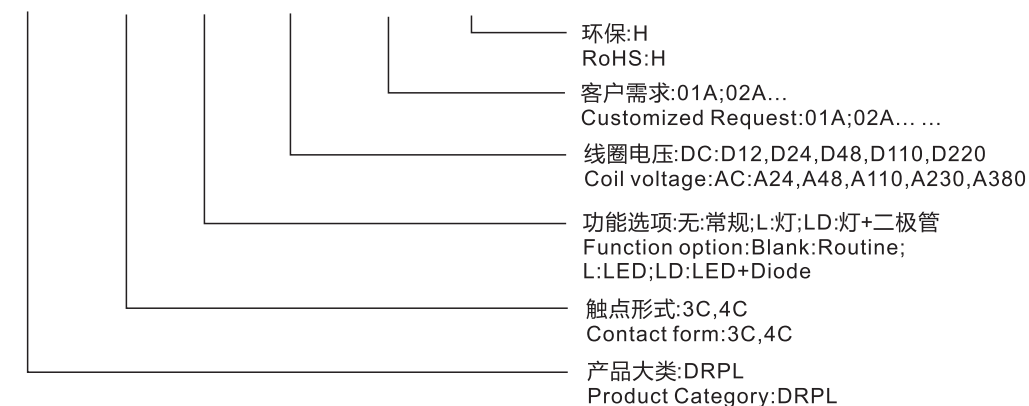 环保:H
RoHS:H
客户需求:01A;02A...
Customized Request:01A;02A... ...
线圈电压:DC:D12,D24,D48,D110,D220
Coil voltage:AC:A24,A48,A110,A230,A380
功能选项:无:常规;L:灯;LD:灯+二极管
Function option:Blank:Routine;
L:LED;LD:LED+Diode
触点形式:3C,4C
Contact form:3C,4C
产品大类:DRPL
Product Category:DRPL